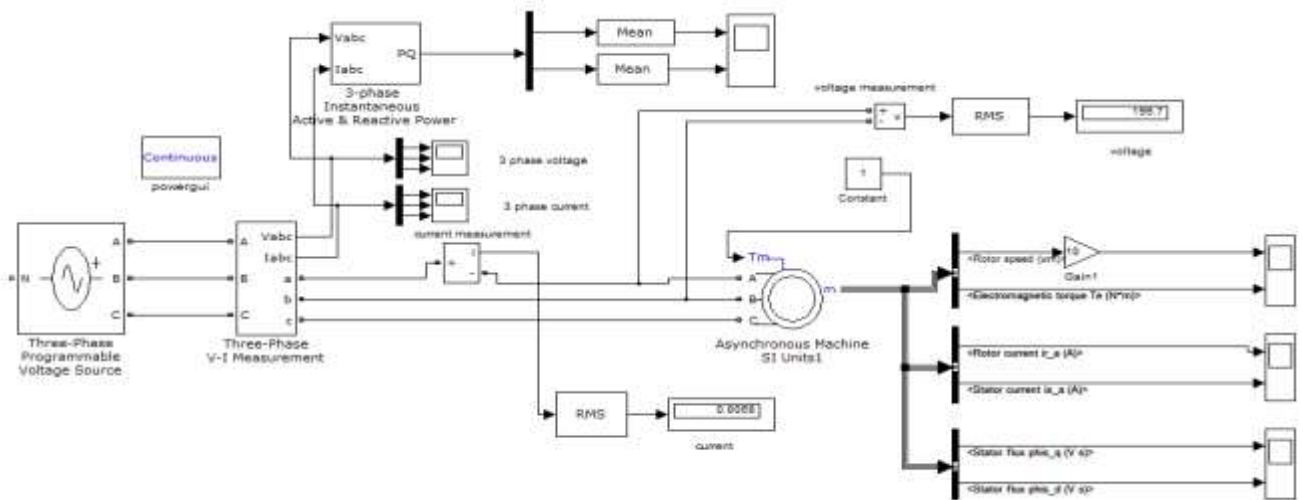 Vabc
Iabc
PQ
3-phase
Instantaneous
Active & Reactive Power
Mean
Mean
voltage measurement
RMS
voltage
Continuous
powergui
3 phase voltage
3 phase current
1
Constant
current measurement
N
A
B
C
Three-Phase
Programmable
Voltage Source
A
B
C
Vabc
Iabc
a
b
c
Three-Phase
V-I Measurement
i
+
-
+
-
v
Tm
A
B
C
m
Asynchronous Machine
SI Units1
RMS
current
<Rotor speed (wm)>
10
Gain1
<Electromagnetic torque Te (N*m)>
<Rotor current ir_a (A)>
<Stator current is_a (A)>
<Stator flux phis_q (V s)>
<Stator flux phis_d (V s)>